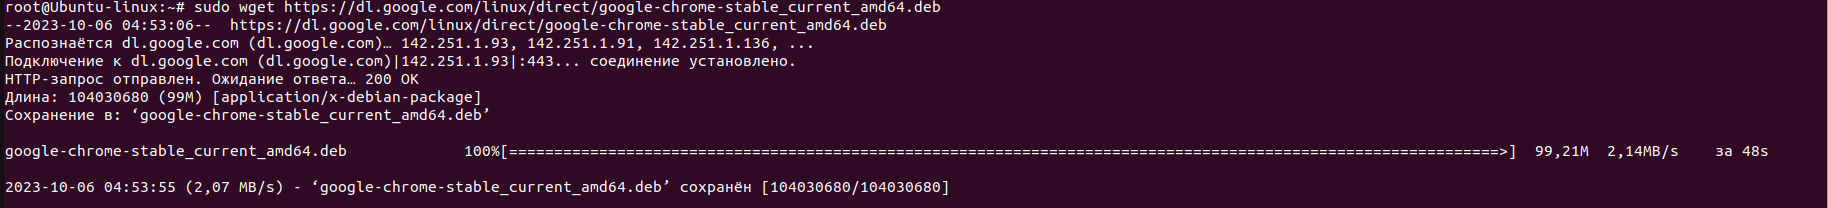 root@Ubuntu-linux:~# sudo wget https://dl.google.com/linux/direct/google-chrome-stable_current_amd64.deb
--2023-10-06 04:53:06--  https://dl.google.com/linux/direct/google-chrome-stable_current_amd64.deb
Распознаётся dl.google.com (dl.google.com)… 142.251.1.93, 142.251.1.91, 142.251.1.136, ...
Подключение к dl.google.com (dl.google.com)|142.251.1.93|:443... соединение установлено.
HTTP-запрос отправлен. Ожидание ответа… 200 OK
Длина: 104030680 (99M) [application/x-debian-package]
Сохранение в: ‘google-chrome-stable_current_amd64.deb’
google-chrome-stable_current_amd64.deb             100%[==============================================================================================================>]  99,21M  2,14MB/s    за 48s
2023-10-06 04:53:55 (2,07 MB/s) - ‘google-chrome-stable_current_amd64.deb’ сохранён [104030680/104030680]